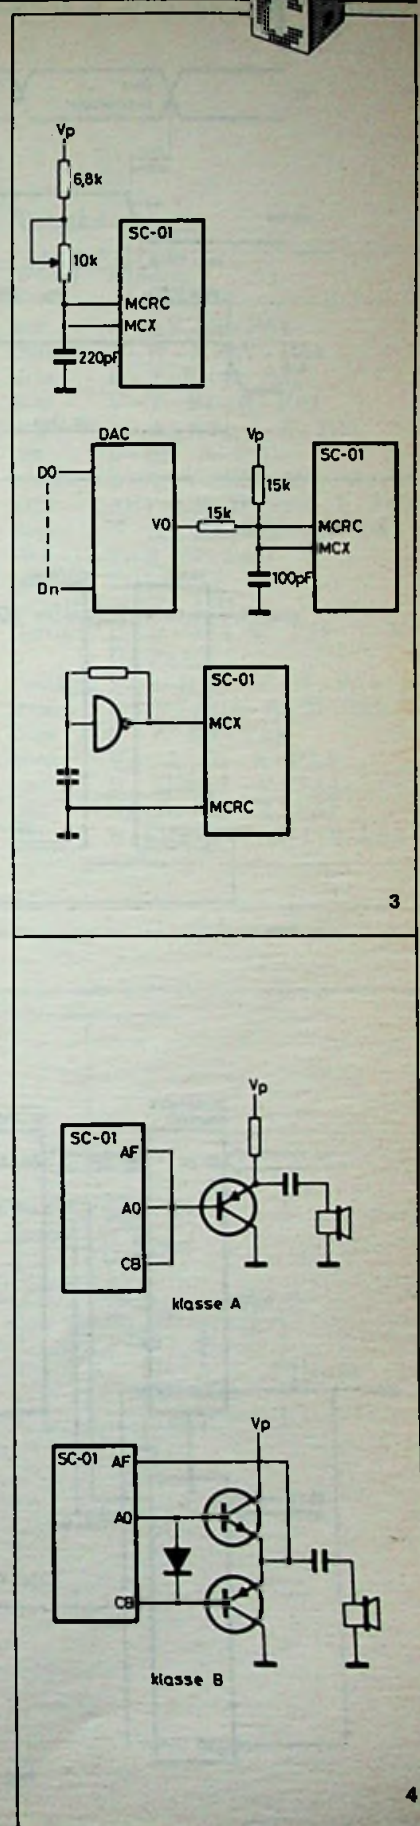 Vp
6,8k
SC-01
10k
MCRC
MCX
220pF
DAC
Vp
SC-01
D0
15k
15k
V0
MCRC
MCX
100pF
Dn
SC-01
MCX
MCRC
3
Vp
SC-01
AF
AO
CB
klasse A
Vp
SC-01 AF
AO
CB
klasse B
4